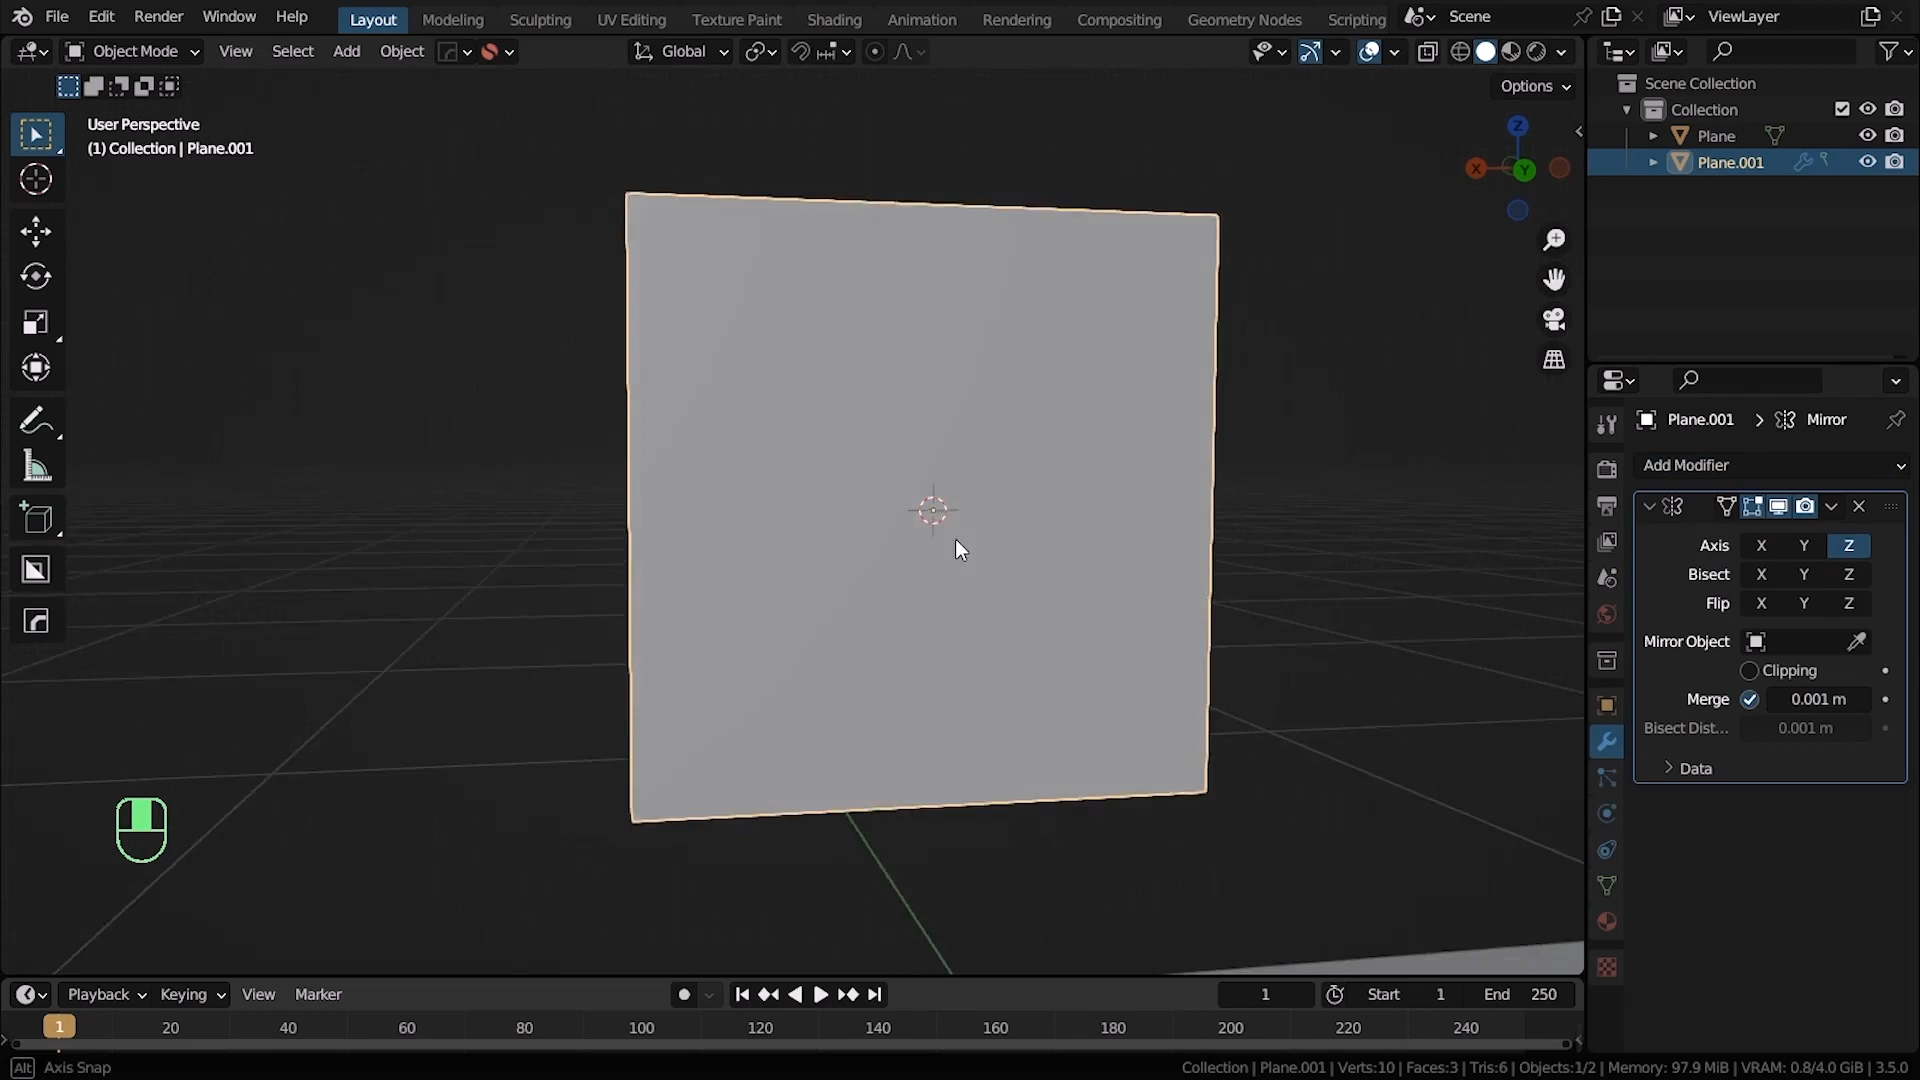 File Edit Render Window Help Layout Modeling Sculpting UV Editing Texture Paint Shading Animation Rendering Compositing Geometry Nodes Scripting Scene ViewLayer
Object Mode View Select Add Object Global
Options
User Perspective
(1) Collection | Plane.001
Z
X
Y
Scene Collection
Collection
Plane
Plane.001
Plane.001 Mirror
Add Modifier
Axis X Y Z
Bisect X Y Z
Flip X Y Z
Mirror Object
Clipping
Merge 0.001 m
Bisect Dist... 0.001 m
Data
Playback Keying View Marker 1 Start 1 End 250
1 20 40 60 80 100 120 140 160 180 200 220 240
Alt Axis Snap Collection | Plane.001 | Verts:10 | Faces:3 | Tris:6 | Objects:1/2 | Memory: 97.9 MiB | VRAM: 0.8/4.0 GiB | 3.5.0